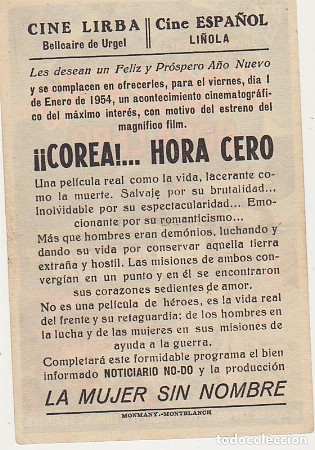 CINE LIRBA || Cine ESPAÑOL
Bellcaire de Urgel || LIÑOLA
Les desean un Feliz y Próspero Año Nuevo
y se complacen en ofrecerles, para el viernes, día 1
de Enero de 1954, un acontecimiento cinematográfi-
co del máximo interés, con motivo del estreno del
magnífico film.
¡¡COREA!... HORA CERO
Una película real como la vida, lacerante como
la muerte. Salvaje por su brutalidad...
Inolvidable por su espectacularidad... Emo-
cionante por su romanticismo...
Más que hombres eran demónios, luchando y
dando su vida por conservar aquella tierra
extraña y hostil. Las misiones de ambos con-
vergían en un punto y en él se encontraron
sus corazones sedientes de amor.
No es una película de héroes, es la vida real
del frente y su retaguardia; de los hombres en
la lucha y de las mujeres en sus misiones de
ayuda a la guerra.
Completará este formidable programa el bien
informado NOTICIARIO NO-DO y la producción
LA MUJER SIN NOMBRE
MONMANY.-MONTBLANCH
todocoleccion